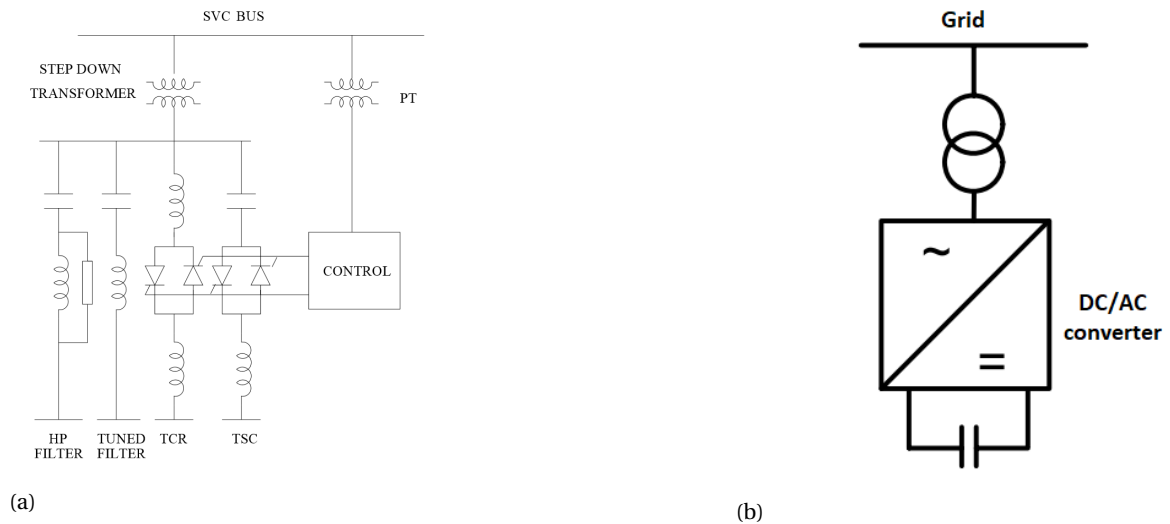 SVC BUS
STEP DOWN
TRANSFORMER
PT
CONTROL
HP
FILTER
TUNED
FILTER
TCR
TSC
(a)
Grid
~
=
DC/AC
converter
(b)